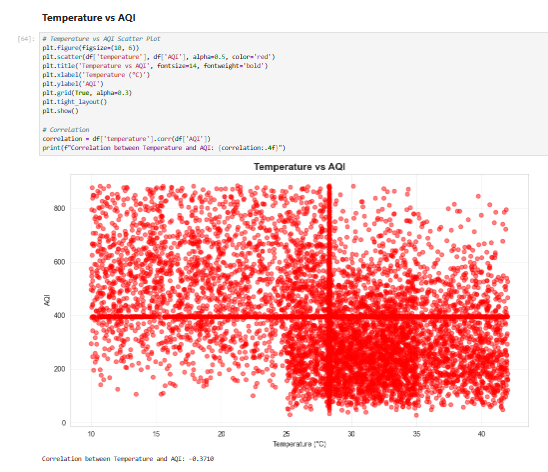 Temperature vs AQI
[64]:
# Temperature vs AQI Scatter Plot
plt.figure(figsize=(10, 6))
plt.scatter(df['temperature'], df['AQI'], alpha=0.5, color='red')
plt.title('Temperature vs AQI', fontsize=14, fontweight='bold')
plt.xlabel('Temperature (°C)')
plt.ylabel('AQI')
plt.grid(True, alpha=0.3)
plt.tight_layout()
plt.show()
# Correlation
correlation = df['temperature'].corr(df['AQI'])
print(f"Correlation between Temperature and AQI: {correlation:.4f}")
Temperature vs AQI
800
600
AQI
400
200
0
10 15 20 25 30 35 40
Temperature (°C)
Correlation between Temperature and AQI: -0.3710